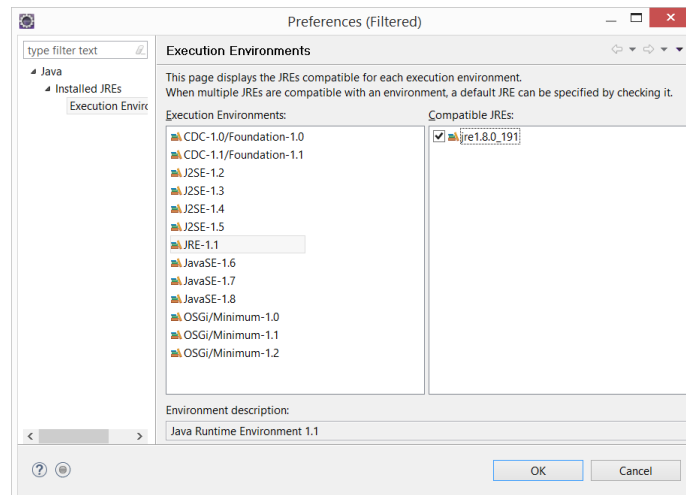 Preferences (Filtered)
type filter text
Java
Installed JREs
Execution Envirc
Execution Environments
This page displays the JREs compatible for each execution environment.
When multiple JREs are compatible with an environment, a default JRE can be specified by checking it.
Execution Environments:
CDC-1.0/Foundation-1.0
CDC-1.1/Foundation-1.1
J2SE-1.2
J2SE-1.3
J2SE-1.4
J2SE-1.5
JRE-1.1
JavaSE-1.6
JavaSE-1.7
JavaSE-1.8
OSGi/Minimum-1.0
OSGi/Minimum-1.1
OSGi/Minimum-1.2
Compatible JREs:
jre1.8.0_191
Environment description:
Java Runtime Environment 1.1
OK
Cancel